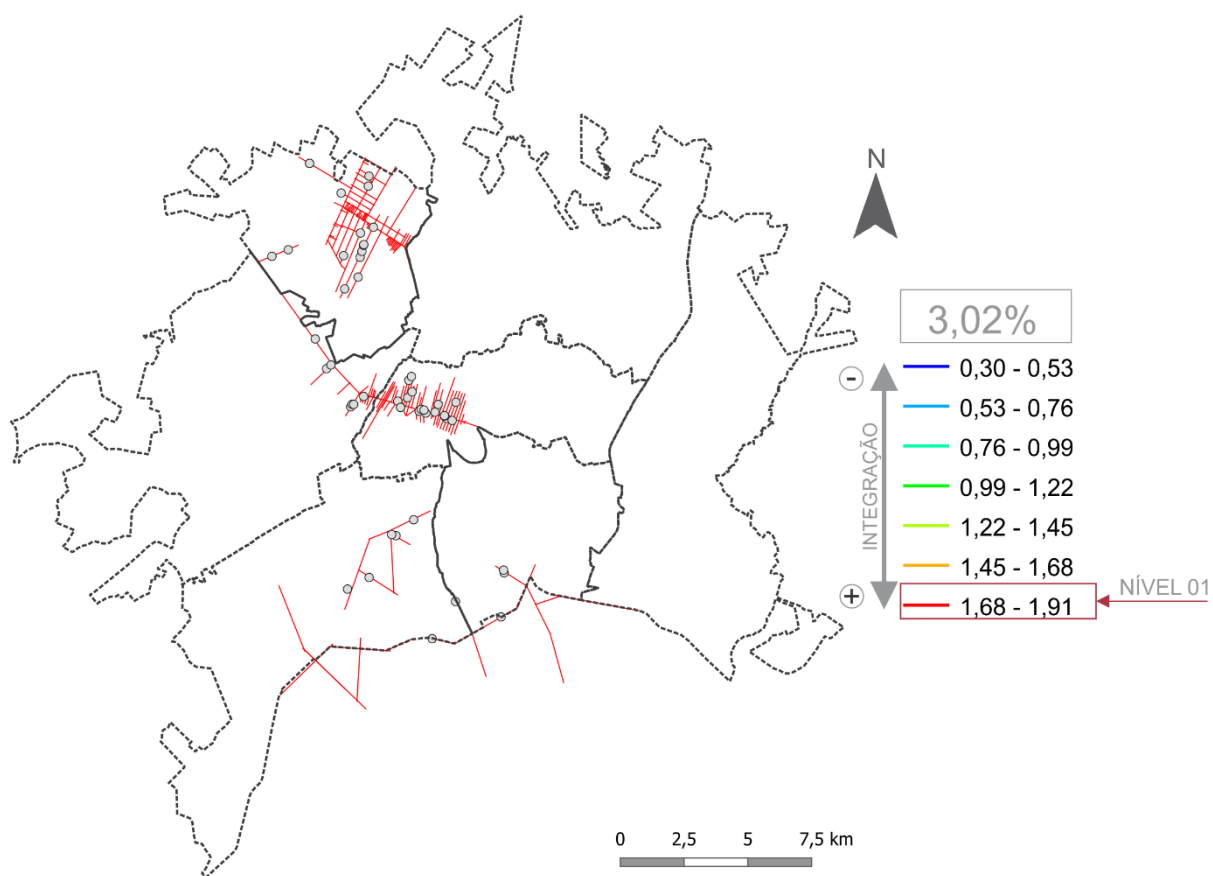 N
3,02%
-
0,30 - 0,53
0,53 - 0,76
0,76 - 0,99
INTEGRAÇÃO
0,99 - 1,22
1,22 - 1,45
1,45 - 1,68
+
1,68 - 1,91
NÍVEL 01
0 2,5 5 7,5 km